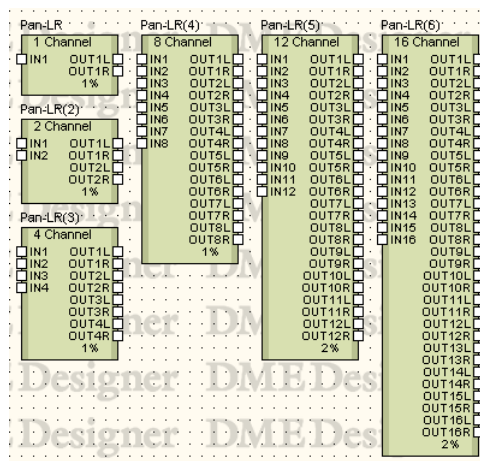 Pan-LR
1 Channel
IN1 OUT1L
OUT1R
1%
Pan-LR(2)
2 Channel
IN1 OUT1L
IN2 OUT1R
OUT2L
OUT2R
1%
Pan-LR(3)
4 Channel
IN1 OUT1L
IN2 OUT1R
IN3 OUT2L
IN4 OUT2R
OUT3L
OUT3R
OUT4L
OUT4R
1%
Pan-LR(4)
8 Channel
IN1 OUT1L
IN2 OUT1R
IN3 OUT2L
IN4 OUT2R
IN5 OUT3L
IN6 OUT3R
IN7 OUT4L
IN8 OUT4R
OUT5L
OUT5R
OUT6L
OUT6R
OUT7L
OUT7R
OUT8L
OUT8R
1%
Pan-LR(5)
12 Channel
IN1 OUT1L
IN2 OUT1R
IN3 OUT2L
IN4 OUT2R
IN5 OUT3L
IN6 OUT3R
IN7 OUT4L
IN8 OUT4R
IN9 OUT5L
IN10 OUT5R
IN11 OUT6L
IN12 OUT6R
OUT7L
OUT7R
OUT8L
OUT8R
OUT9L
OUT9R
OUT10L
OUT10R
OUT11L
OUT11R
OUT12L
OUT12R
2%
Pan-LR(6)
16 Channel
IN1 OUT1L
IN2 OUT1R
IN3 OUT2L
IN4 OUT2R
IN5 OUT3L
IN6 OUT3R
IN7 OUT4L
IN8 OUT4R
IN9 OUT5L
IN10 OUT5R
IN11 OUT6L
IN12 OUT6R
IN13 OUT7L
IN14 OUT7R
IN15 OUT8L
IN16 OUT8R
OUT9L
OUT9R
OUT10L
OUT10R
OUT11L
OUT11R
OUT12L
OUT12R
OUT13L
OUT13R
OUT14L
OUT14R
OUT15L
OUT15R
OUT16L
OUT16R
2%
Designer DME Des
Designer DME Des